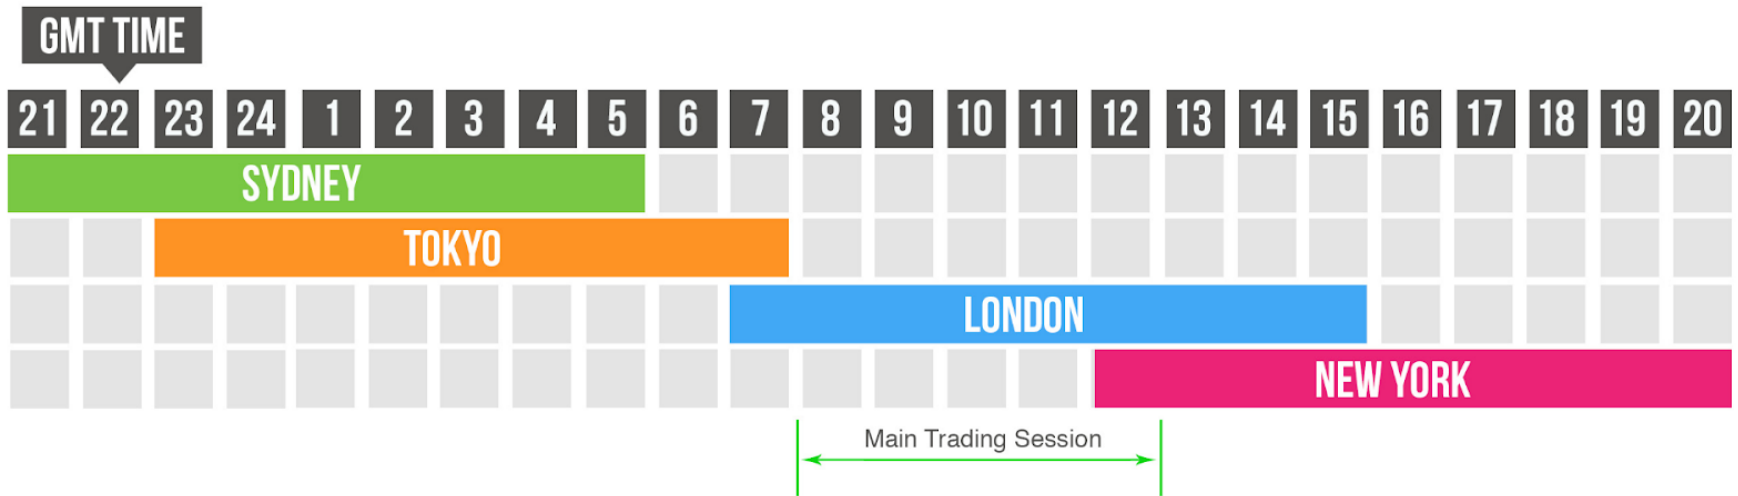 GMT TIME
21 22 23 24 1 2 3 4 5 6 7 8 9 10 11 12 13 14 15 16 17 18 19 20
SYDNEY
TOKYO
LONDON
NEW YORK
Main Trading Session